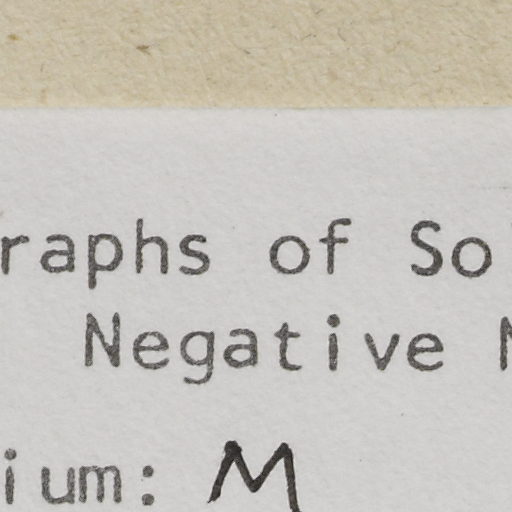 raphs of So
Negative N
ium: M